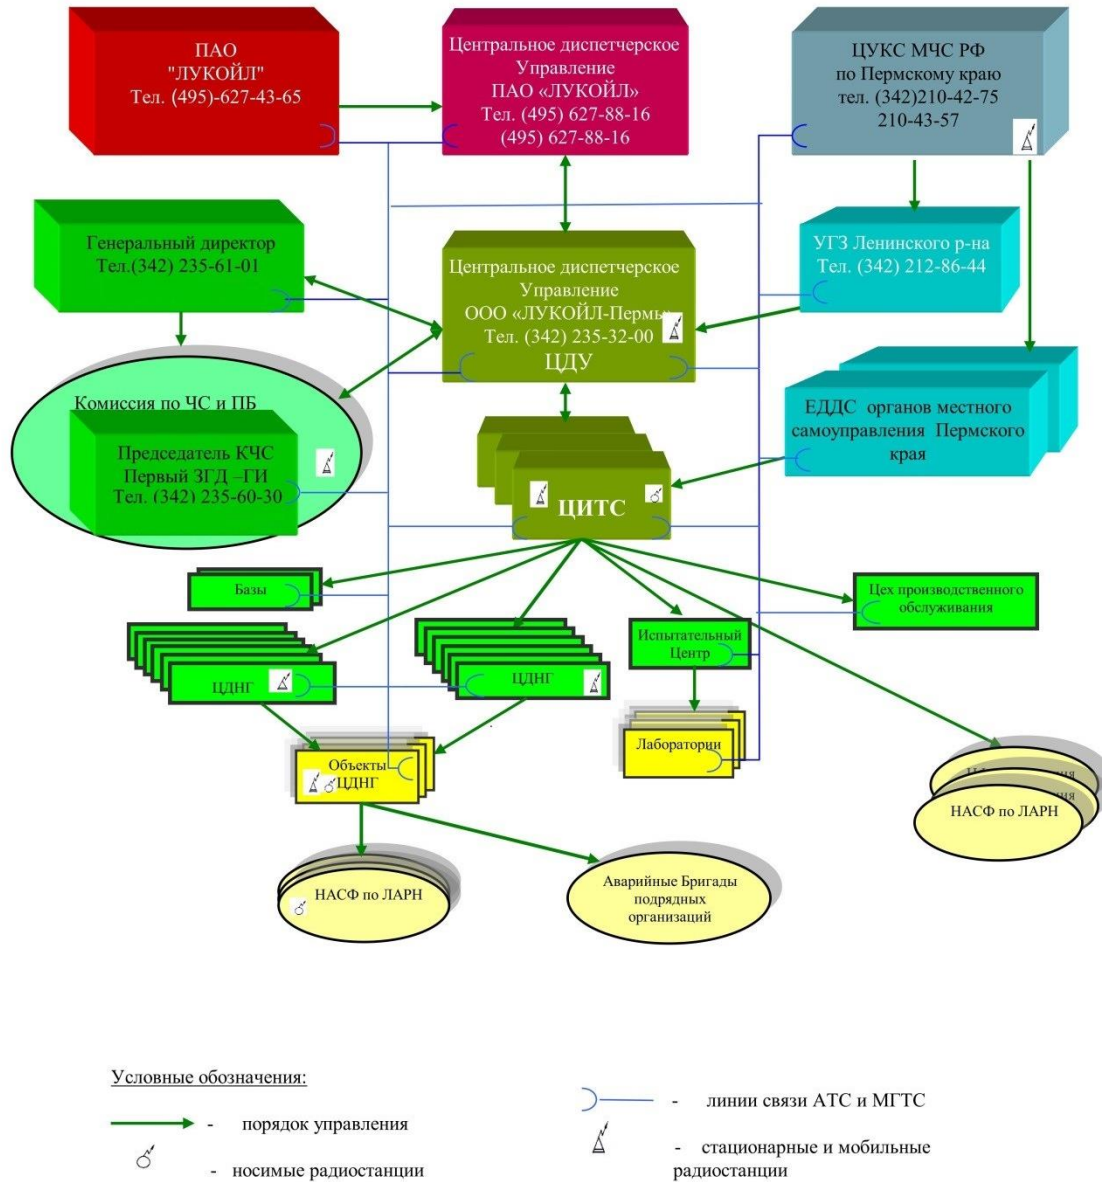 ПАО
"ЛУКОЙЛ"
Тел. (495)-627-43-65
Центральное диспетчерское
Управление
ПАО «ЛУКОЙЛ»
Тел. (495) 627-88-16
(495) 627-88-16
ЦУКС МЧС РФ
по Пермскому краю
тел. (342)210-42-75
210-43-57
Генеральный директор
Тел.(342) 235-61-01
Центральное диспетчерское
Управление
ООО «ЛУКОЙЛ-Пермь»
Тел. (342) 235-32-00
ЦДУ
УГЗ Ленинского р-на
Тел. (342) 212-86-44
Комиссия по ЧС и ПБ
Председатель КЧС
Первый ЗГД –ГИ
Тел. (342) 235-60-30
ЕДДС органов местного
самоуправления Пермского
края
ЦИТС
Базы
Цех производственного
обслуживания
ЦДНГ
ЦДНГ
Испытательный
Центр
Объекты
ЦДНГ
Лаборатории
НАСФ по ЛАРН
НАСФ по ЛАРН
Аварийные Бригады
подрядных
организаций
Условные обозначения:
- порядок управления
- носимые радиостанции
- линии связи АТС и МГТС
- стационарные и мобильные
радиостанции